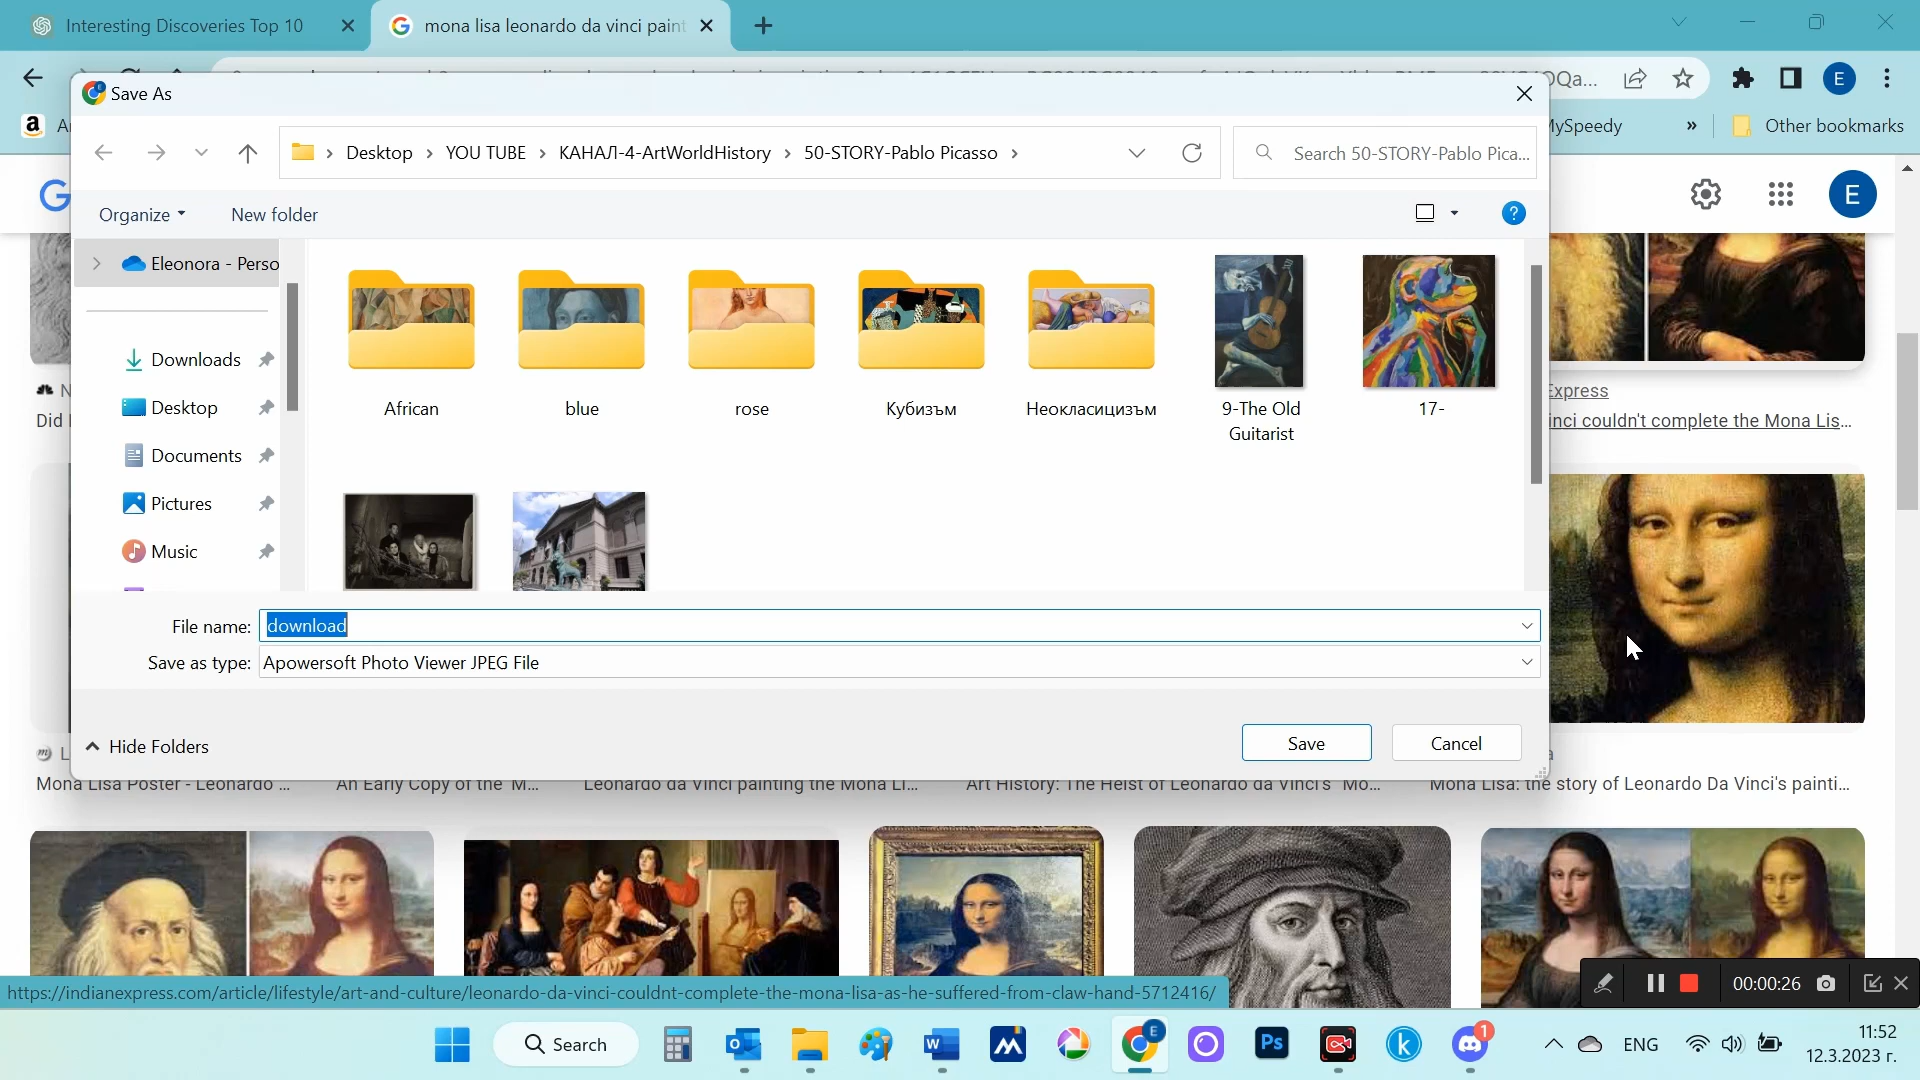 Interesting Discoveries Top 10
mona lisa leonardo da vinci paint
E
MySpeedy
»
Other bookmarks
Save As
Desktop
YOU TUBE
КАНАЛ-4-ArtWorldHistory
50-STORY-Pablo Picasso
Search 50-STORY-Pablo Pica...
Organize
New folder
?
E
Eleonora - Perso
Downloads
Desktop
Documents
Pictures
Music
African
blue
rose
Кубизъм
Неокласицизъм
9-The Old
Guitarist
17-
Express
inci couldn't complete the Mona Lis...
Did
File name:
download
Save as type:
Apowersoft Photo Viewer JPEG File
Hide Folders
Save
Cancel
Mona Lisa Poster - Leonardo ...
An Early Copy of the M...
Leonardo da Vinci painting the Mona Li...
Art History: The Heist of Leonardo da Vinci's "Mo...
Mona Lisa: the story of Leonardo Da Vinci's painti...
https://indianexpress.com/article/lifestyle/art-and-culture/leonardo-da-vinci-couldnt-complete-the-mona-lisa-as-he-suffered-from-claw-hand-5712416/
00:00:26
Search
E
Ps
1
ENG
11:52
12.3.2023 г.